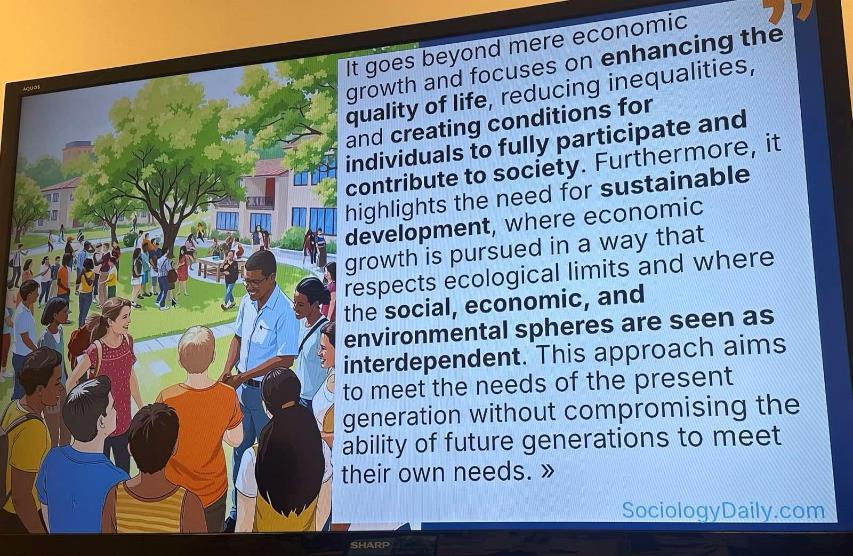 AQUOS
”
It goes beyond mere economic
growth and focuses on enhancing the
quality of life, reducing inequalities,
and creating conditions for
individuals to fully participate and
contribute to society. Furthermore, it
highlights the need for sustainable
development, where economic
growth is pursued in a way that
respects ecological limits and where
the social, economic, and
environmental spheres are seen as
interdependent. This approach aims
to meet the needs of the present
generation without compromising the
ability of future generations to meet
their own needs. »
SociologyDaily.com
SHARP